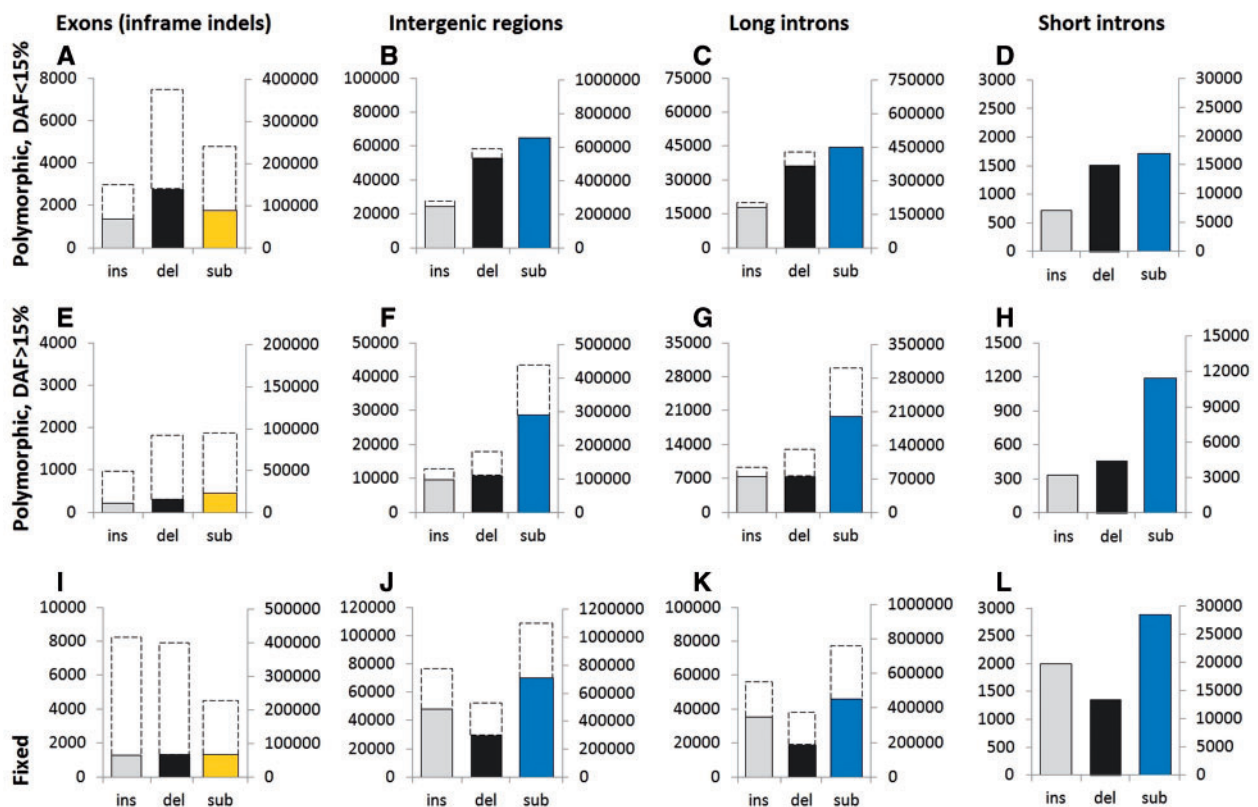 Exons (inframe indels) Intergenic regions Long introns Short introns
Polymorphic, DAF<15%
A B C D
8000 400000 100000 1000000 75000 750000 3000 30000
6000 300000 80000 800000 60000 600000 2500 25000
4000 200000 60000 600000 45000 450000 2000 20000
2000 100000 40000 400000 30000 300000 1500 15000
0 0 20000 200000 15000 150000 1000 10000
0 0 0 0 500 5000
0 0
ins del sub ins del sub ins del sub ins del sub
Polymorphic, DAF>15%
E F G H
4000 200000 50000 500000 35000 350000 1500 15000
3000 150000 40000 400000 28000 280000 1200 12000
2000 100000 30000 300000 21000 210000 900 9000
1000 50000 20000 200000 14000 140000 600 6000
0 0 10000 100000 7000 70000 300 3000
0 0 0 0 0 0
ins del sub ins del sub ins del sub ins del sub
Fixed
I J K L
10000 500000 120000 1200000 100000 1000000 3000 30000
8000 400000 100000 1000000 80000 800000 2500 25000
6000 300000 80000 800000 60000 600000 2000 20000
4000 200000 60000 600000 40000 400000 1500 15000
2000 100000 40000 400000 20000 200000 1000 10000
0 0 20000 200000 0 0 500 5000
0 0 0 0
ins del sub ins del sub ins del sub ins del sub